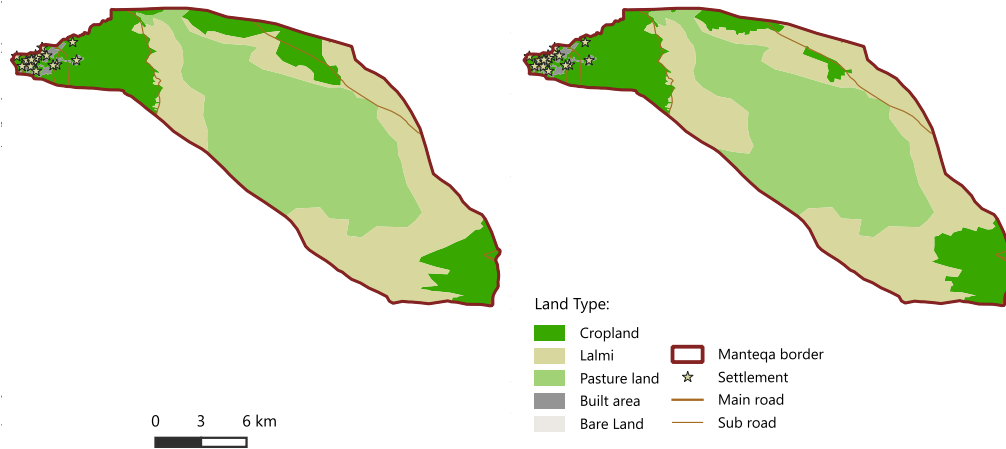 Land Type:
Cropland
Lalmi
Pasture land
Built area
Bare Land
Manteqa border
Settlement
Main road
Sub road
0 3 6 km